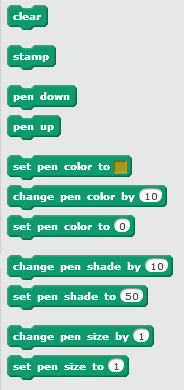 clear
stamp
pen down
pen up
set pen color to
change pen color by 10
set pen color to 0
change pen shade by 10
set pen shade to 50
change pen size by 1
set pen size to 1